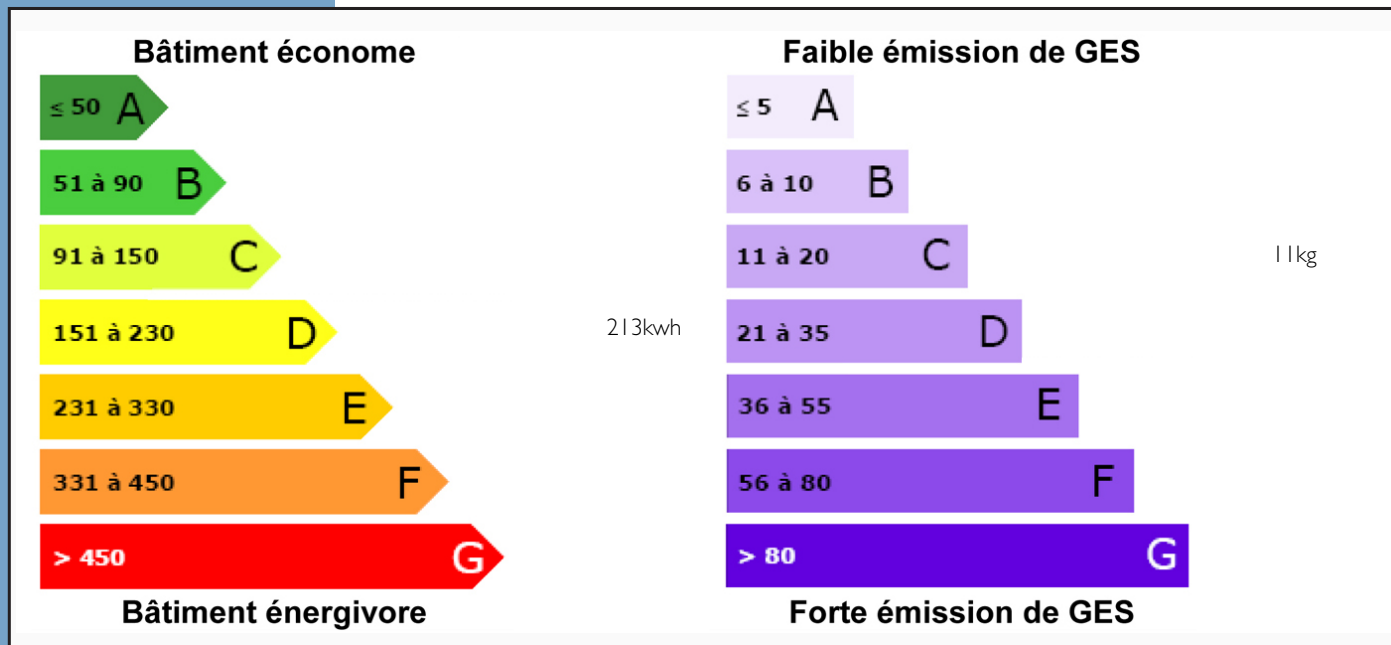 Bâtiment économe
≤ 50 A
51 à 90 B
91 à 150 C
151 à 230 D
213kwh
231 à 330 E
331 à 450 F
> 450 G
Bâtiment énergivore
Faible émission de GES
≤ 5 A
6 à 10 B
11 à 20 C
11kg
21 à 35 D
36 à 55 E
56 à 80 F
> 80 G
Forte émission de GES